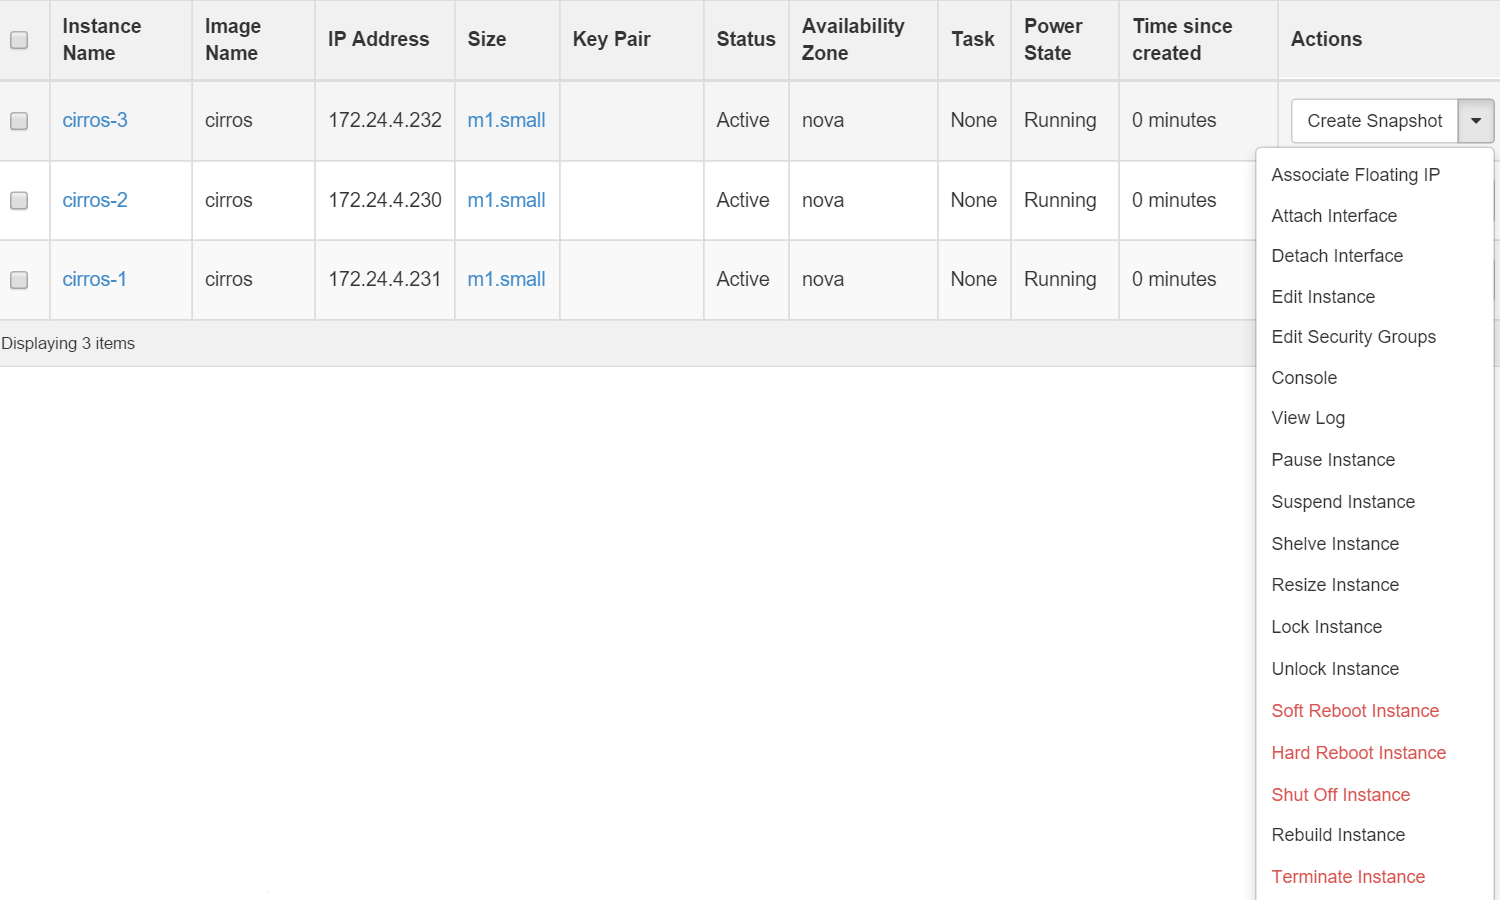 Instance Name
Image Name
IP Address
Size
Key Pair
Status
Availability Zone
Task
Power State
Time since created
Actions
cirros-3 cirros 172.24.4.232 m1.small Active nova None Running 0 minutes Create Snapshot
cirros-2 cirros 172.24.4.230 m1.small Active nova None Running 0 minutes
cirros-1 cirros 172.24.4.231 m1.small Active nova None Running 0 minutes
Displaying 3 items
Associate Floating IP
Attach Interface
Detach Interface
Edit Instance
Edit Security Groups
Console
View Log
Pause Instance
Suspend Instance
Shelve Instance
Resize Instance
Lock Instance
Unlock Instance
Soft Reboot Instance
Hard Reboot Instance
Shut Off Instance
Rebuild Instance
Terminate Instance